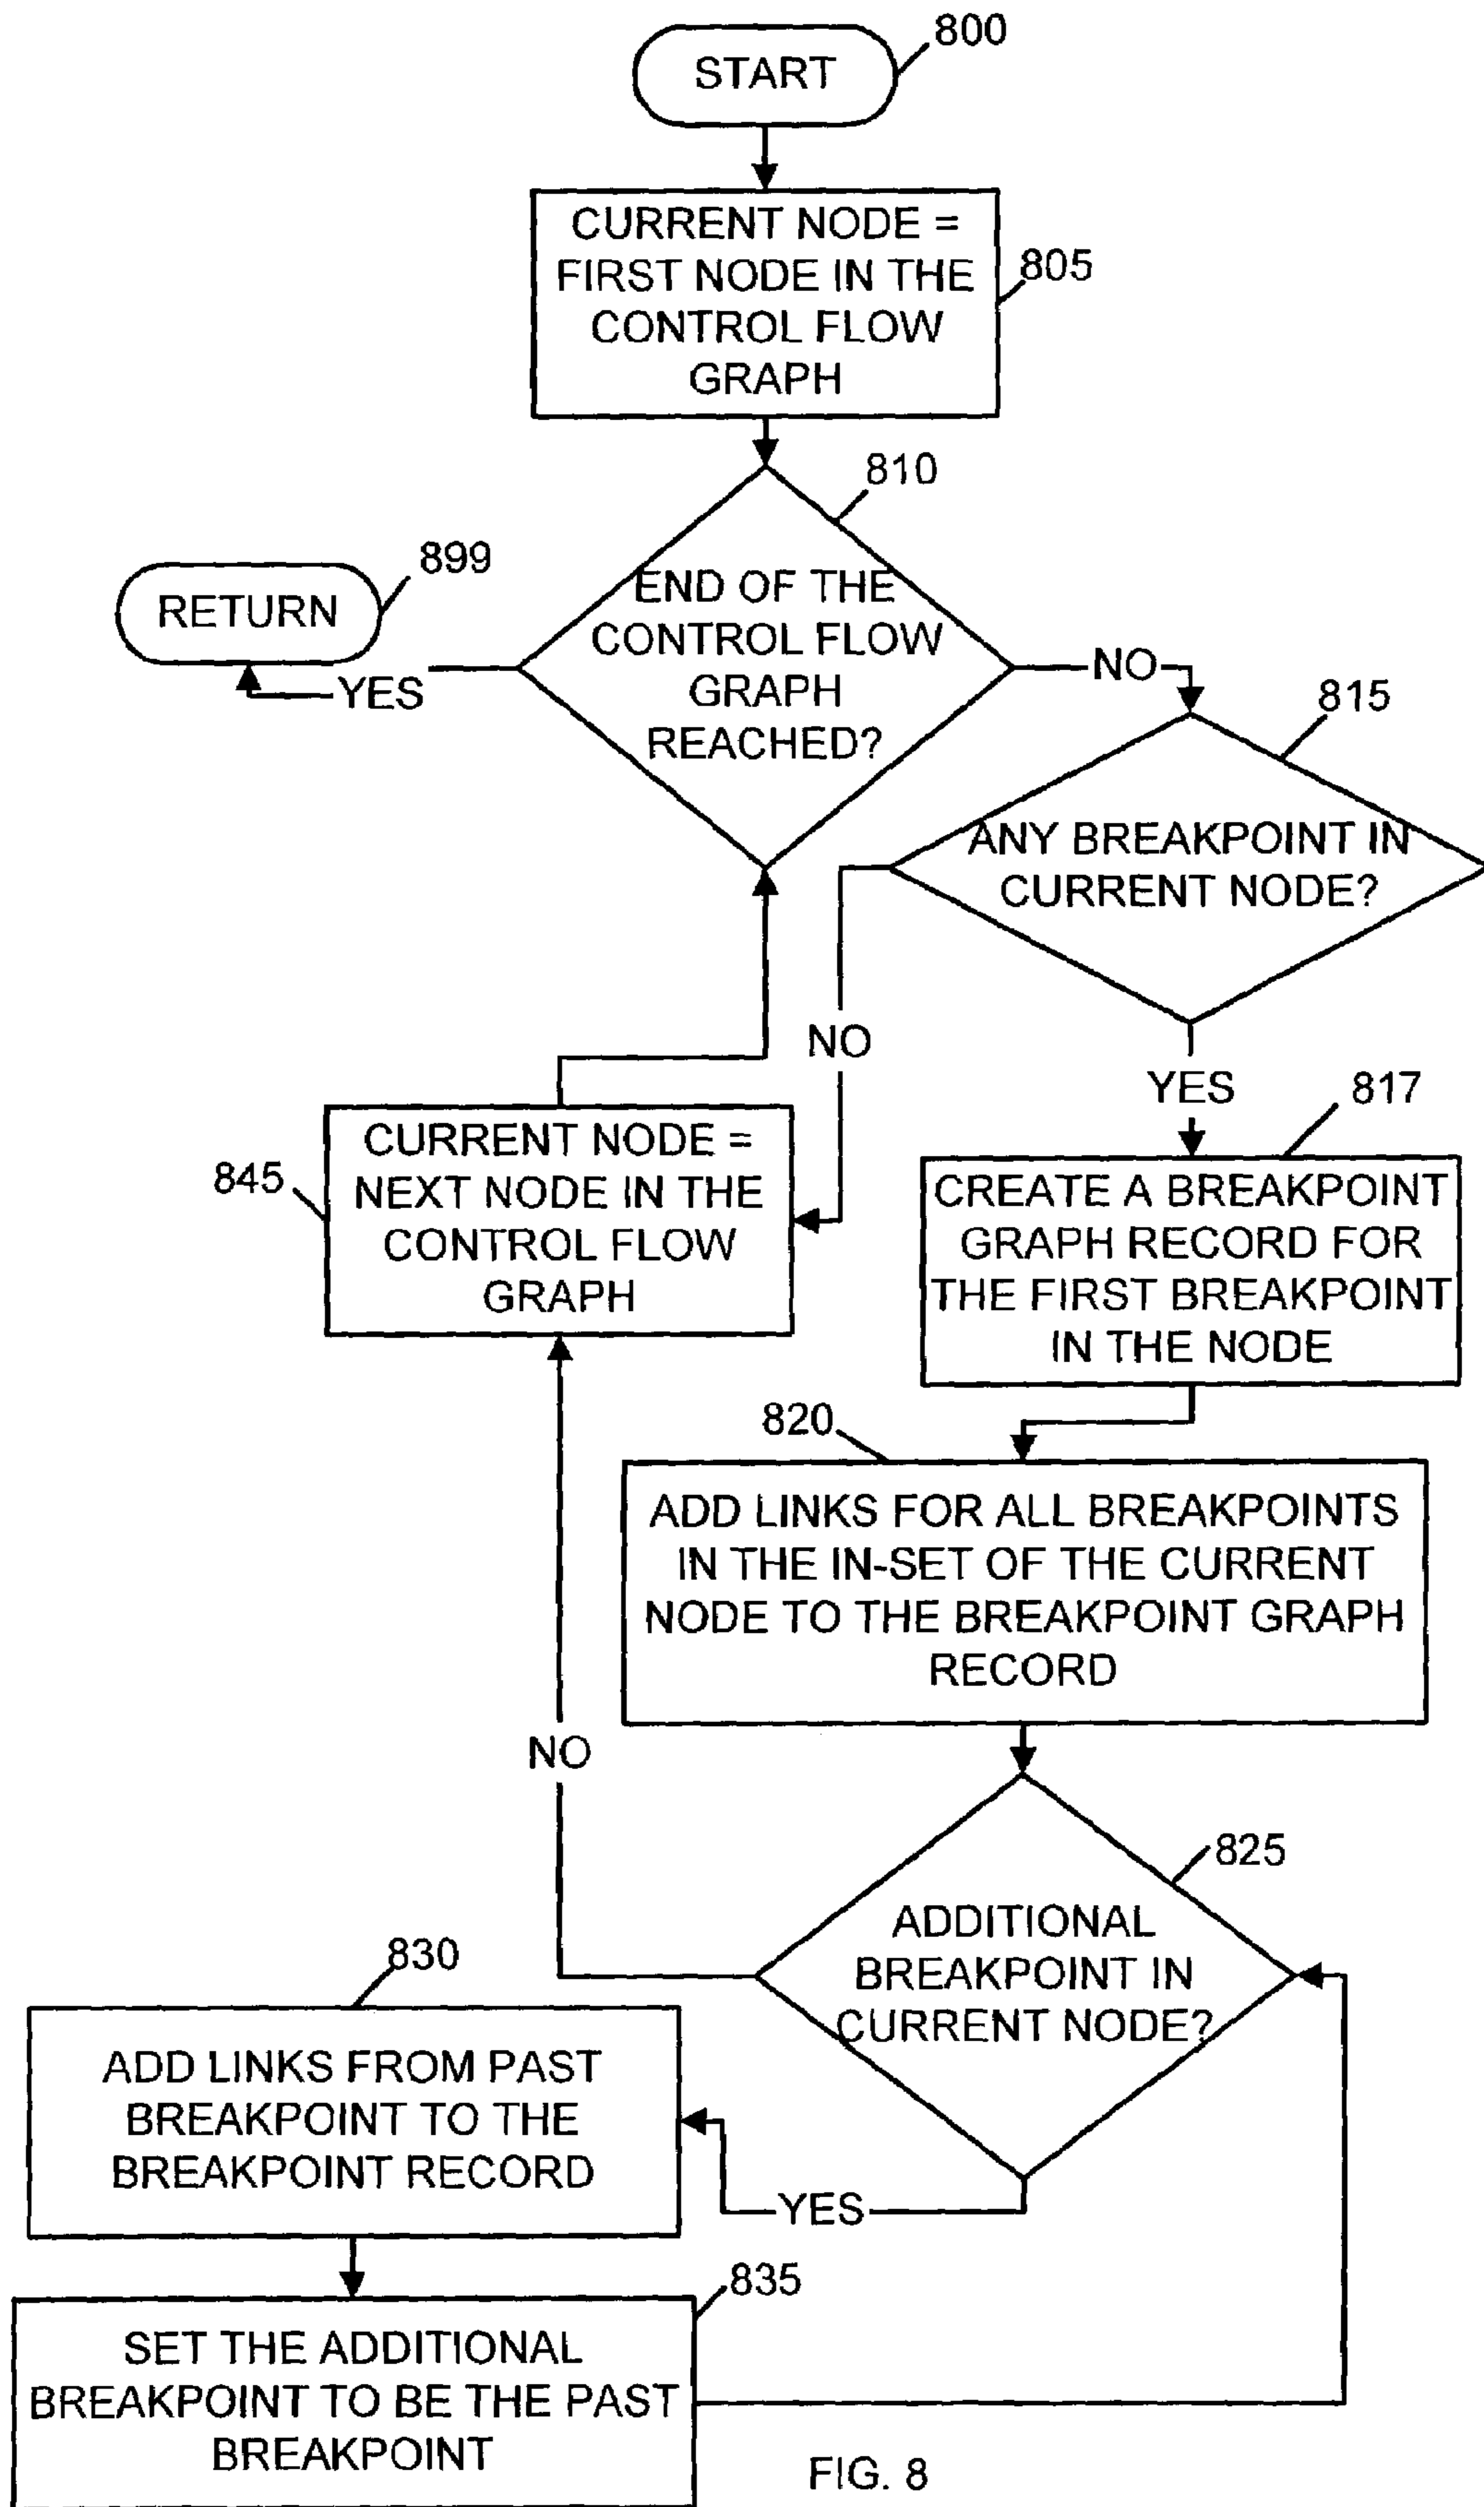 800
START
CURRENT NODE =
FIRST NODE IN THE
CONTROL FLOW
GRAPH
805
810
END OF THE
CONTROL FLOW
GRAPH
REACHED?
899
RETURN
YES
NO
815
ANY BREAKPOINT IN
CURRENT NODE?
NO
YES
817
CREATE A BREAKPOINT
GRAPH RECORD FOR
THE FIRST BREAKPOINT
IN THE NODE
845
CURRENT NODE =
NEXT NODE IN THE
CONTROL FLOW
GRAPH
820
ADD LINKS FOR ALL BREAKPOINTS
IN THE IN-SET OF THE CURRENT
NODE TO THE BREAKPOINT GRAPH
RECORD
NO
825
ADDITIONAL
BREAKPOINT IN
CURRENT NODE?
830
ADD LINKS FROM PAST
BREAKPOINT TO THE
BREAKPOINT RECORD
YES
835
SET THE ADDITIONAL
BREAKPOINT TO BE THE PAST
BREAKPOINT
FIG. 8